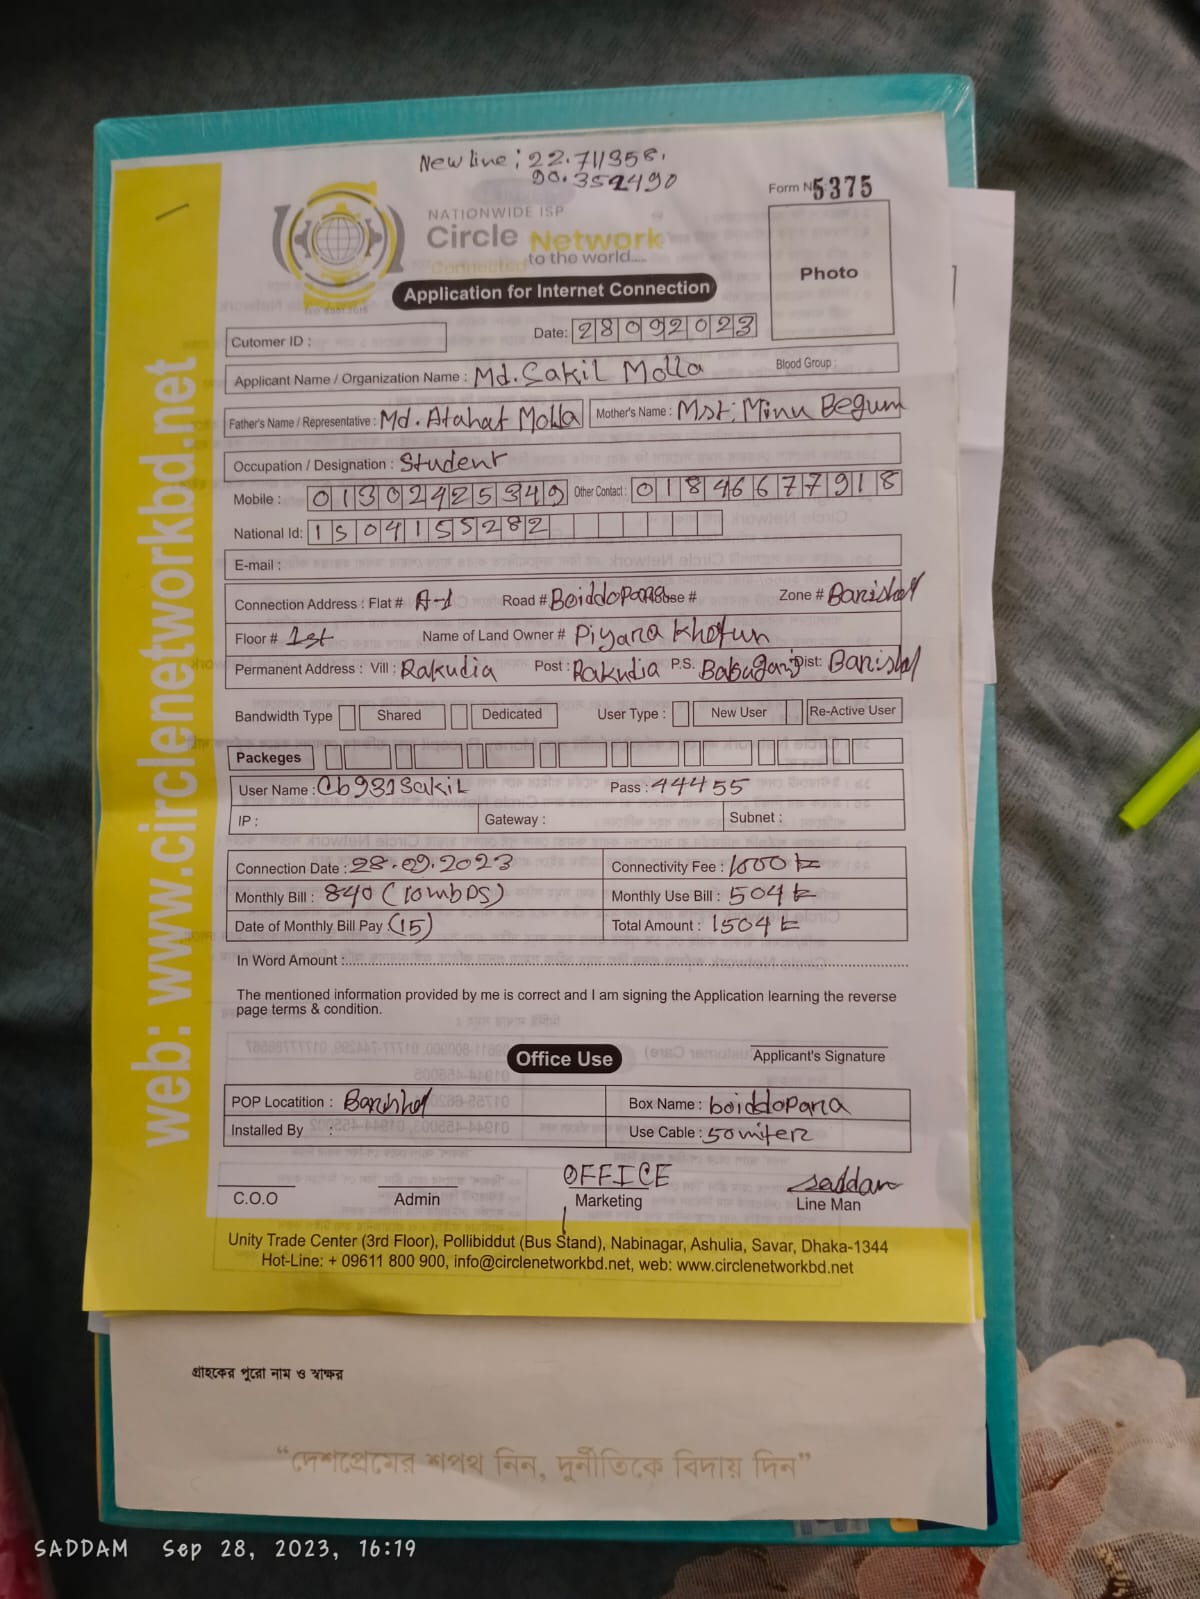 New line: 22.711358,
90.352490
Form No 5375
NATIONWIDE ISP
Circle Network
Connected to the world.....
ISO 9001:2015
Application for Internet Connection
Photo
Cutomer ID :
Date: 28092023
Applicant Name / Organization Name : Md. Sakil Molla Blood Group :
Father's Name / Representative : Md. Atahat Molla Mother's Name : Mst: Minu Begum
Occupation / Designation : Student
Mobile : 01302425349 Other Contact : 01846677918
National Id: 1504155282
E-mail :
Connection Address : Flat # A-1 Road # Boiddopara use # Zone # Barishal
Floor # 1st Name of Land Owner # Piyara Khatun
Permanent Address : Vill : Rakudia Post : Rakudia P.S. Babuganj Dist: Barishal
Bandwidth Type Shared Dedicated User Type : New User Re-Active User
Packeges
User Name : Cb931Sakil Pass : 44455
IP : Gateway : Subnet :
Connection Date : 28.09.2023 Connectivity Fee : 1000 tk
Monthly Bill : 840 (10mbps) Monthly Use Bill : 504 tk
Date of Monthly Bill Pay : (15) Total Amount : 1504 tk
In Word Amount :
The mentioned information provided by me is correct and I am signing the Application learning the reverse
page terms & condition.
Applicant's Signature
Office Use
POP Locatition : Barishal Box Name : boiddopara
Installed By : Use Cable : 50 miter
OFFICE saddam
C.O.O Admin Marketing Line Man
Unity Trade Center (3rd Floor), Pollibiddut (Bus Stand), Nabinagar, Ashulia, Savar, Dhaka-1344
Hot-Line: + 09611 800 900, info@circlenetworkbd.net, web: www.circlenetworkbd.net
web: www.circlenetworkbd.net
গ্রাহকের পুরো নাম ও স্বাক্ষর
“দেশপ্রেমের শপথ নিন, দুর্নীতিকে বিদায় দিন”
SADDAM Sep 28, 2023, 16:19